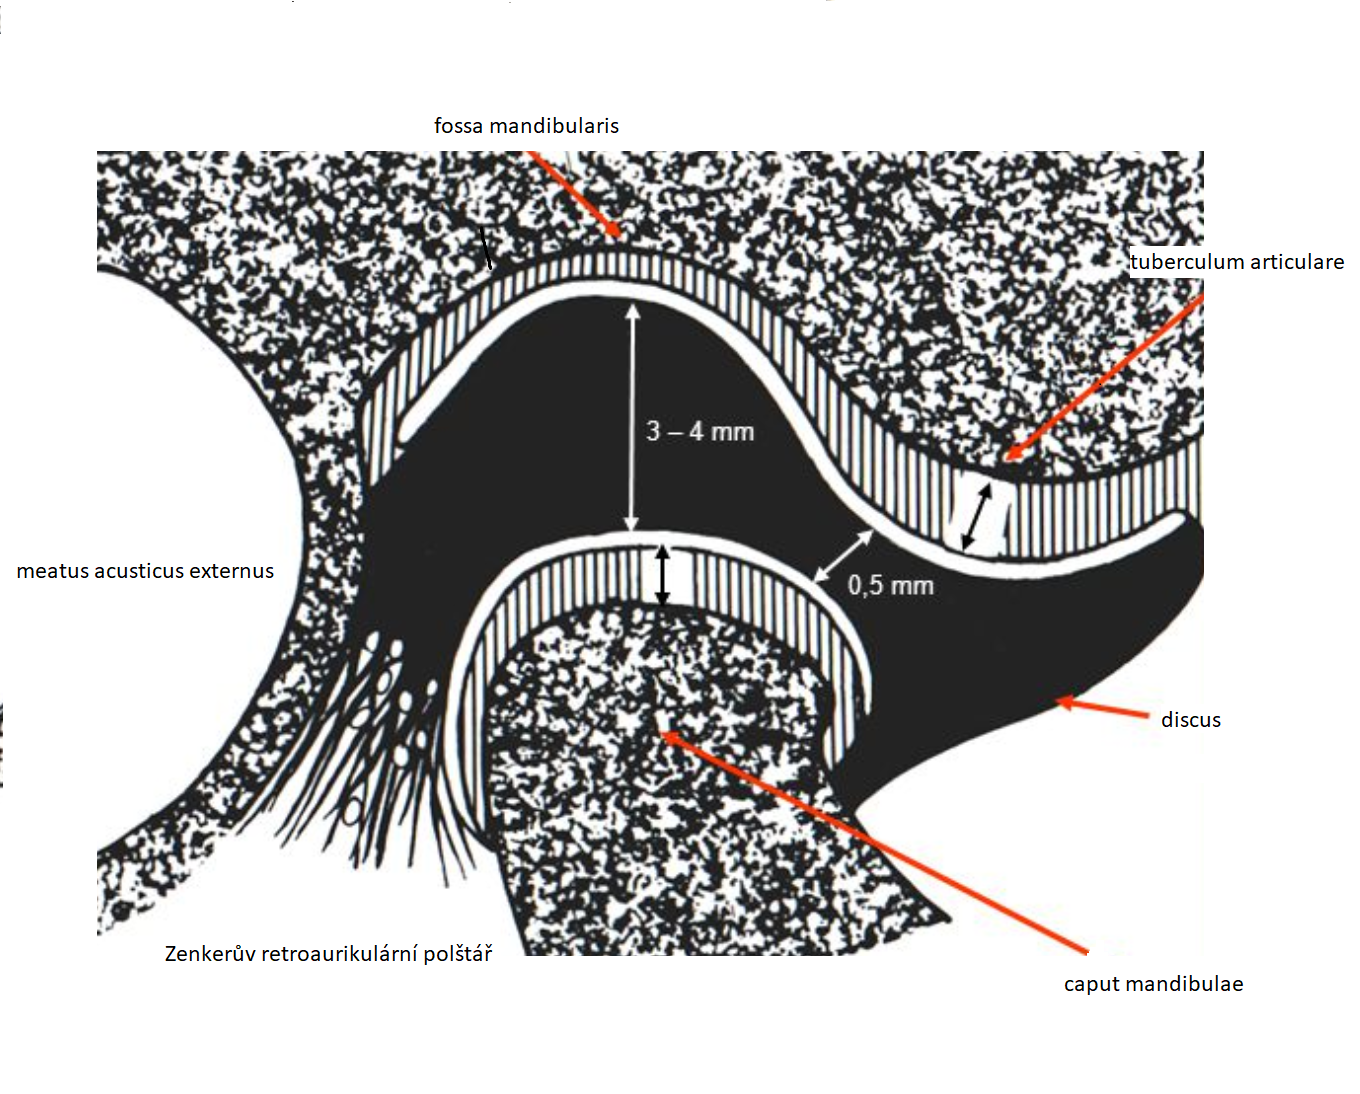 fossa mandibularis
tuberculum articulare
3 – 4 mm
meatus acusticus externus
0,5 mm
discus
Zenkerův retroaurikulární polštář
caput mandibulae